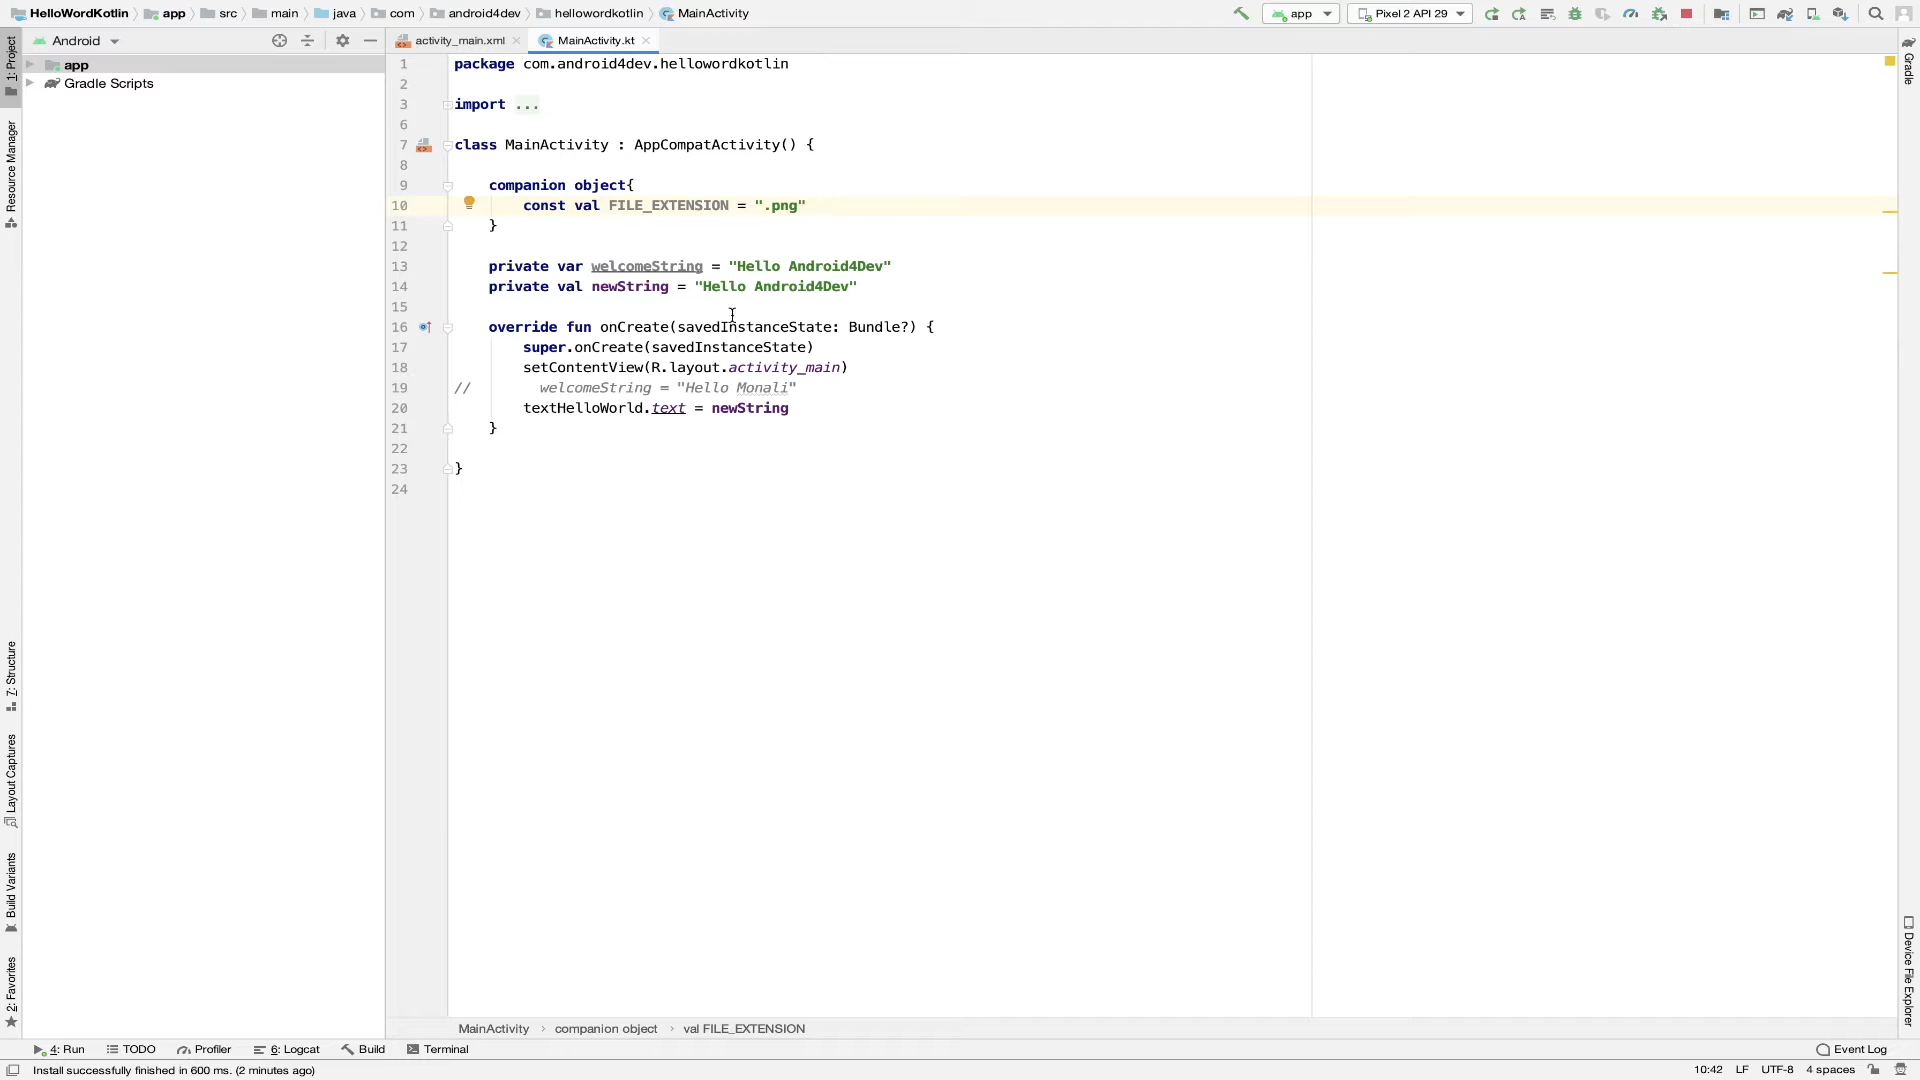 HelloWordKotlin app src main java com android4dev hellowordkotlin MainActivity
app Pixel 2 API 29
Android
activity_main.xml MainActivity.kt
1: Project
Resource Manager
7: Structure
Layout Captures
Build Variants
2: Favorites
app
Gradle Scripts
1 package com.android4dev.hellowordkotlin
2
3 import ...
6
7 class MainActivity : AppCompatActivity() {
8
9 companion object{
10 const val FILE_EXTENSION = ".png"
11 }
12
13 private var welcomeString = "Hello Android4Dev"
14 private val newString = "Hello Android4Dev"
15
16 override fun onCreate(savedInstanceState: Bundle?) {
17 super.onCreate(savedInstanceState)
18 setContentView(R.layout.activity_main)
19 // welcomeString = "Hello Monali"
20 textHelloWorld.text = newString
21 }
22
23 }
24
Gradle
Device File Explorer
MainActivity › companion object › val FILE_EXTENSION
4: Run TODO Profiler 6: Logcat Build Terminal Event Log
Install successfully finished in 600 ms. (2 minutes ago) 10:42 LF UTF-8 4 spaces